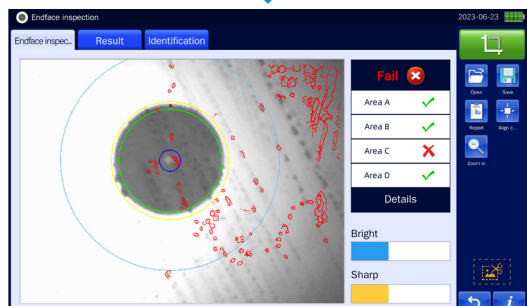 Endface inspection
2023-06-23
Endface inspec..
Result
Identification
Fail
Area A
Area B
Area C
Area D
Details
Bright
Sharp
Open
Save
Report
Align c...
Zoom in